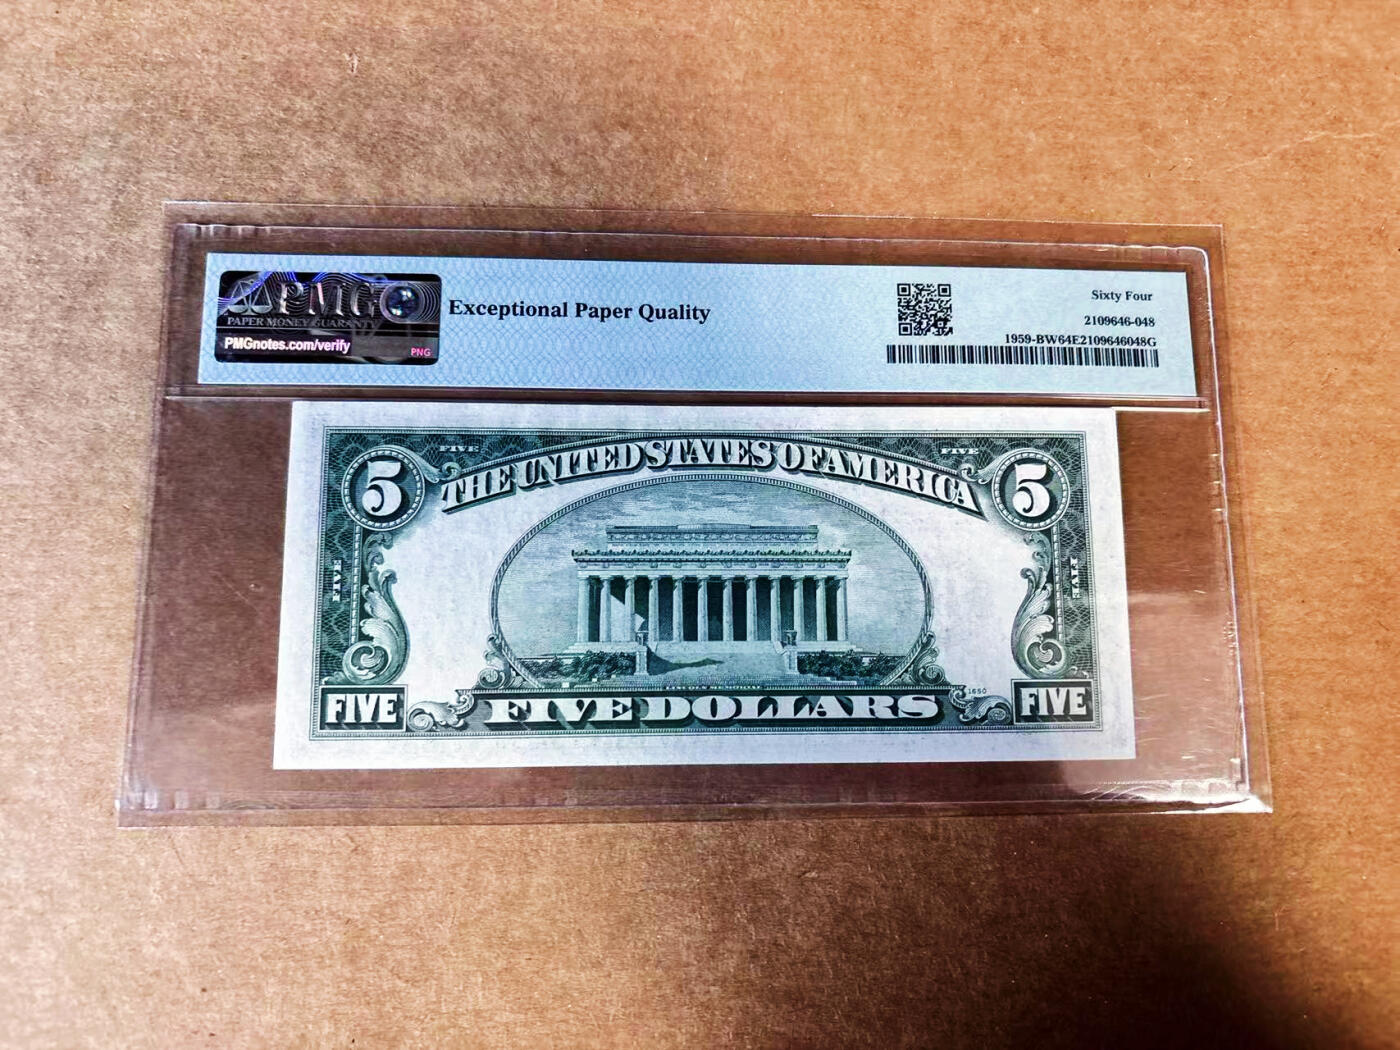 PMG
PAPER MONEY GUARANTY
PMGnotes.com/verify
PNG
Exceptional Paper Quality
Sixty Four
2109646-048
1959-BW64E2109646048G
FIVE FIVE
5 THE UNITED STATES OF AMERICA 5
FIVE FIVE
LINCOLN MEMORIAL
1650
FIVE FIVE DOLLARS FIVE